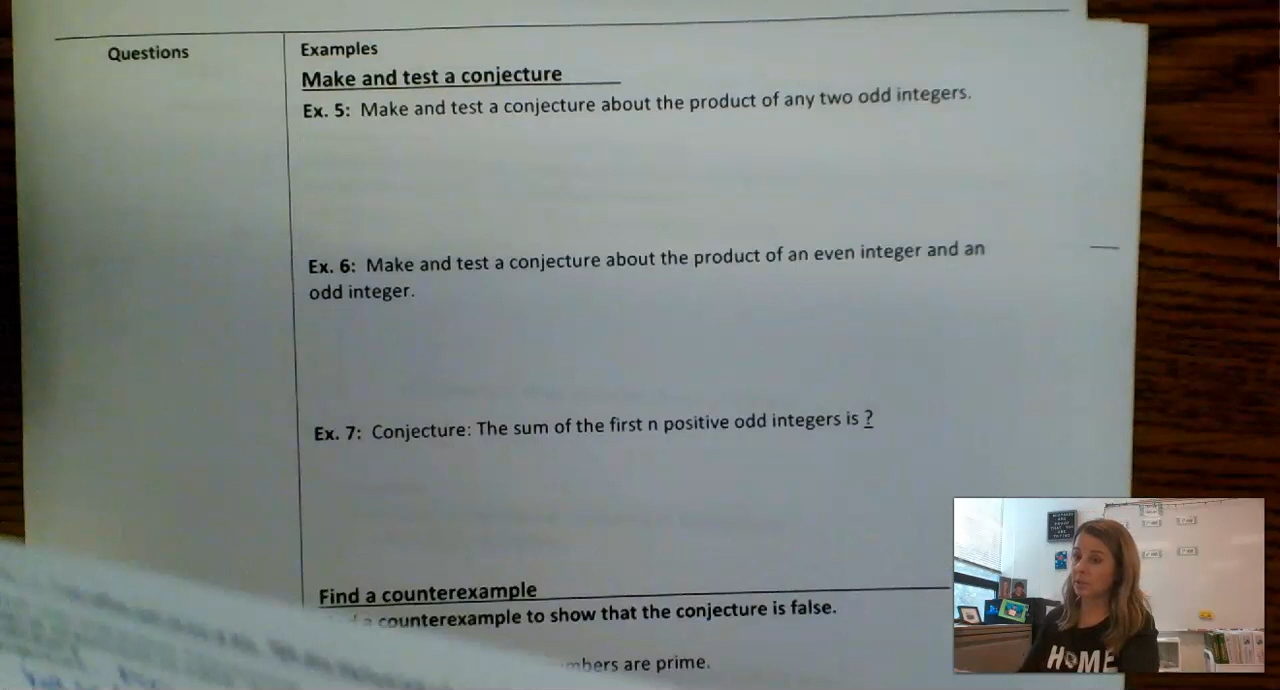 Questions
Examples
Make and test a conjecture
Ex. 5: Make and test a conjecture about the product of any two odd integers.
Ex. 6: Make and test a conjecture about the product of an even integer and an
odd integer.
Ex. 7: Conjecture: The sum of the first n positive odd integers is ?
Find a counterexample
counterexample to show that the conjecture is false.
are prime.
HOME